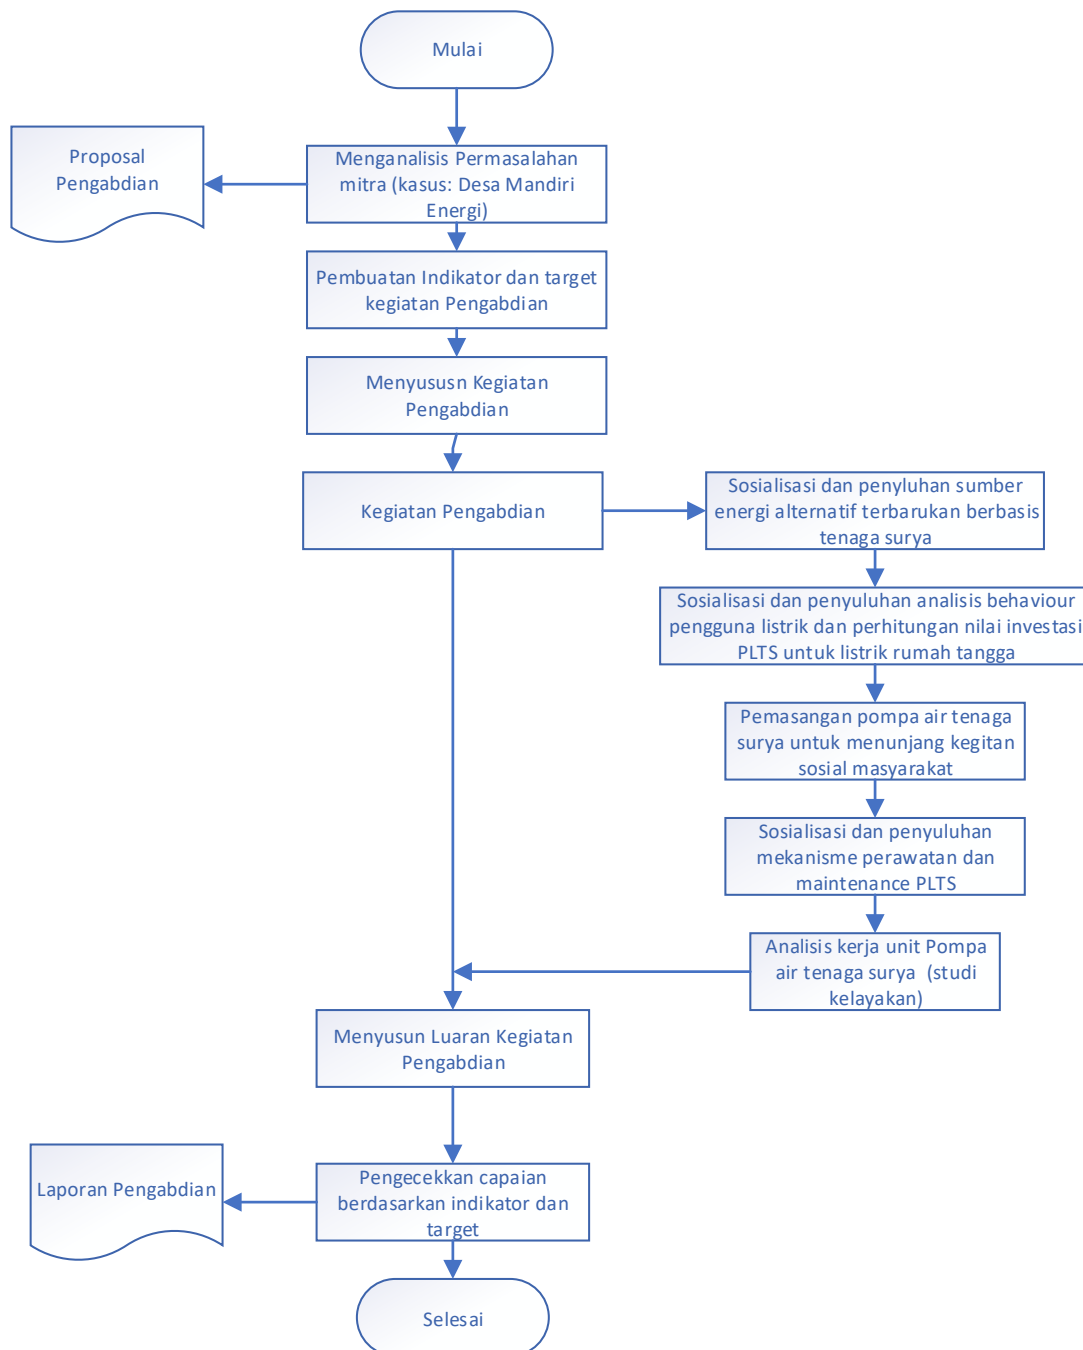 Mulai
Proposal
Pengabdian
Menganalisis Permasalahan
mitra (kasus: Desa Mandiri
Energi)
Pembuatan Indikator dan target
kegiatan Pengabdian
Menyususn Kegiatan
Pengabdian
Kegiatan Pengabdian
Sosialisasi dan penyluhan sumber
energi alternatif terbarukan berbasis
tenaga surya
Sosialisasi dan penyuluhan analisis behaviour
pengguna listrik dan perhitungan nilai investasi
PLTS untuk listrik rumah tangga
Pemasangan pompa air tenaga
surya untuk menunjang kegitan
sosial masyarakat
Sosialisasi dan penyuluhan
mekanisme perawatan dan
maintenance PLTS
Analisis kerja unit Pompa
air tenaga surya (studi
kelayakan)
Menyusun Luaran Kegiatan
Pengabdian
Laporan Pengabdian
Pengecekkan capaian
berdasarkan indikator dan
target
Selesai